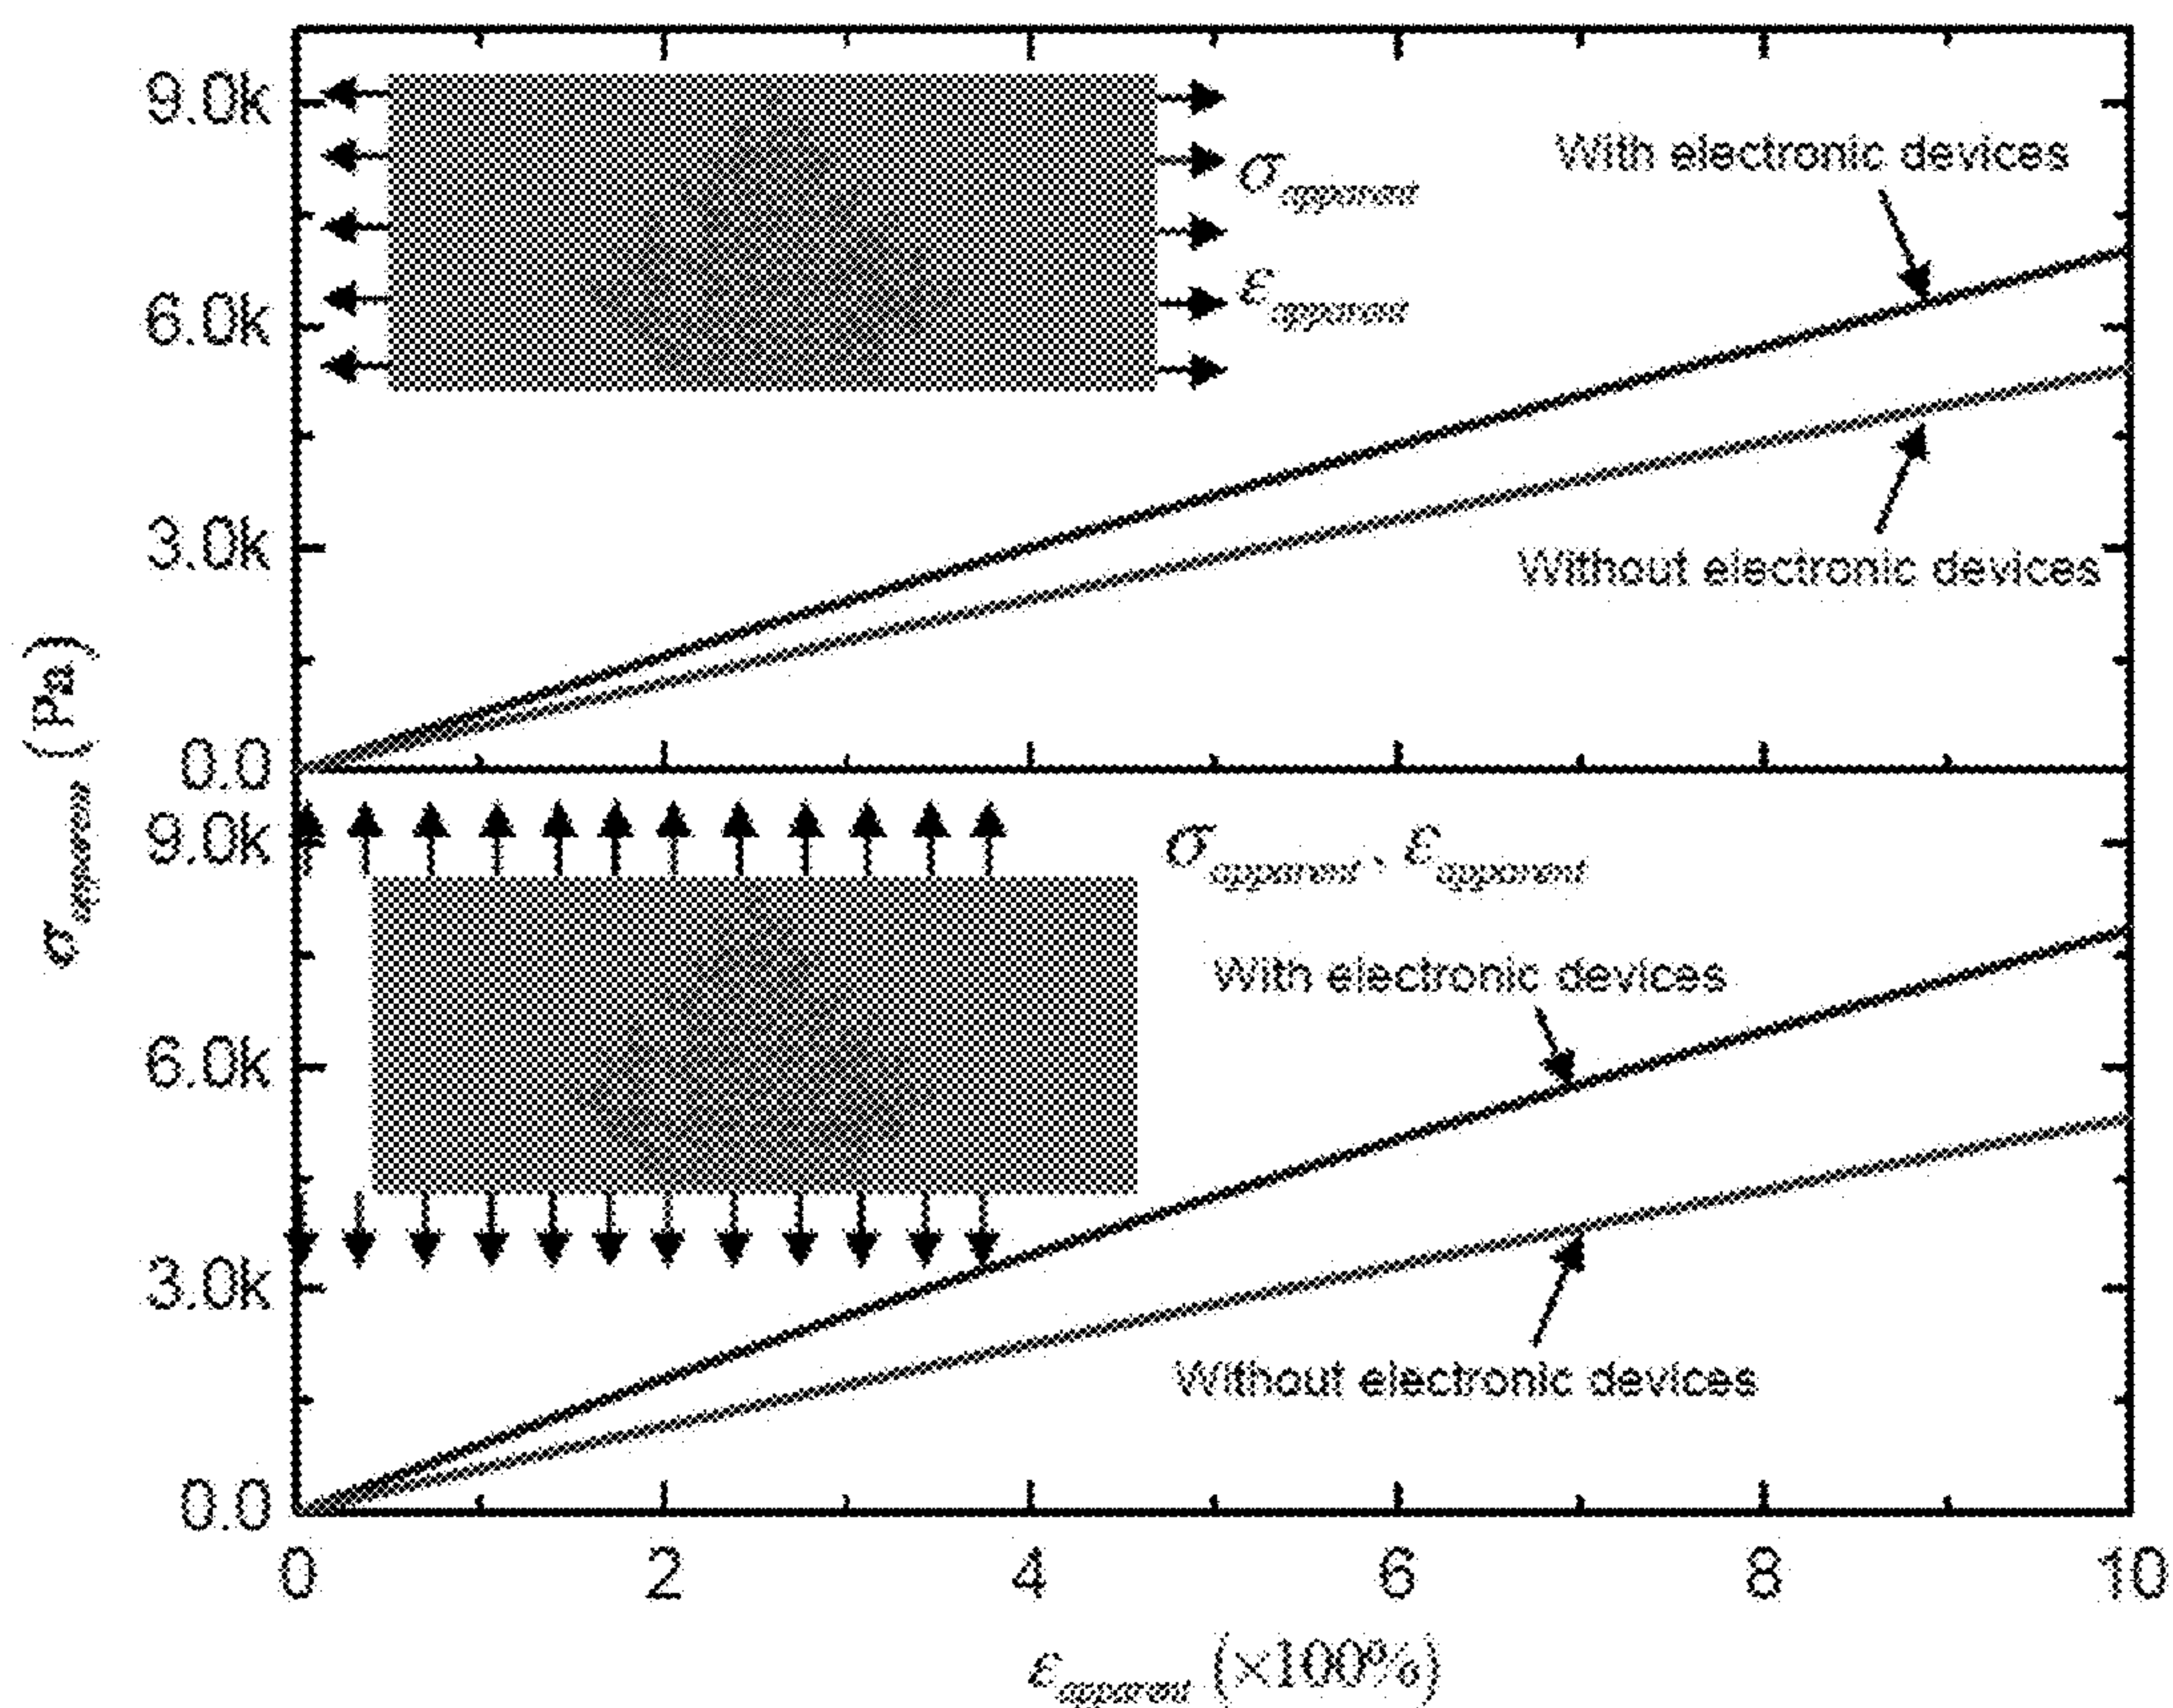 9.0k
6.0k
3.0k
0.0
σapparent
εapparent
With electronic devices
Without electronic devices
σapparent (Pa)
9.0k
6.0k
3.0k
0.0
σapparent, εapparent
With electronic devices
Without electronic devices
0 2 4 6 8 10
εapparent (×100%)